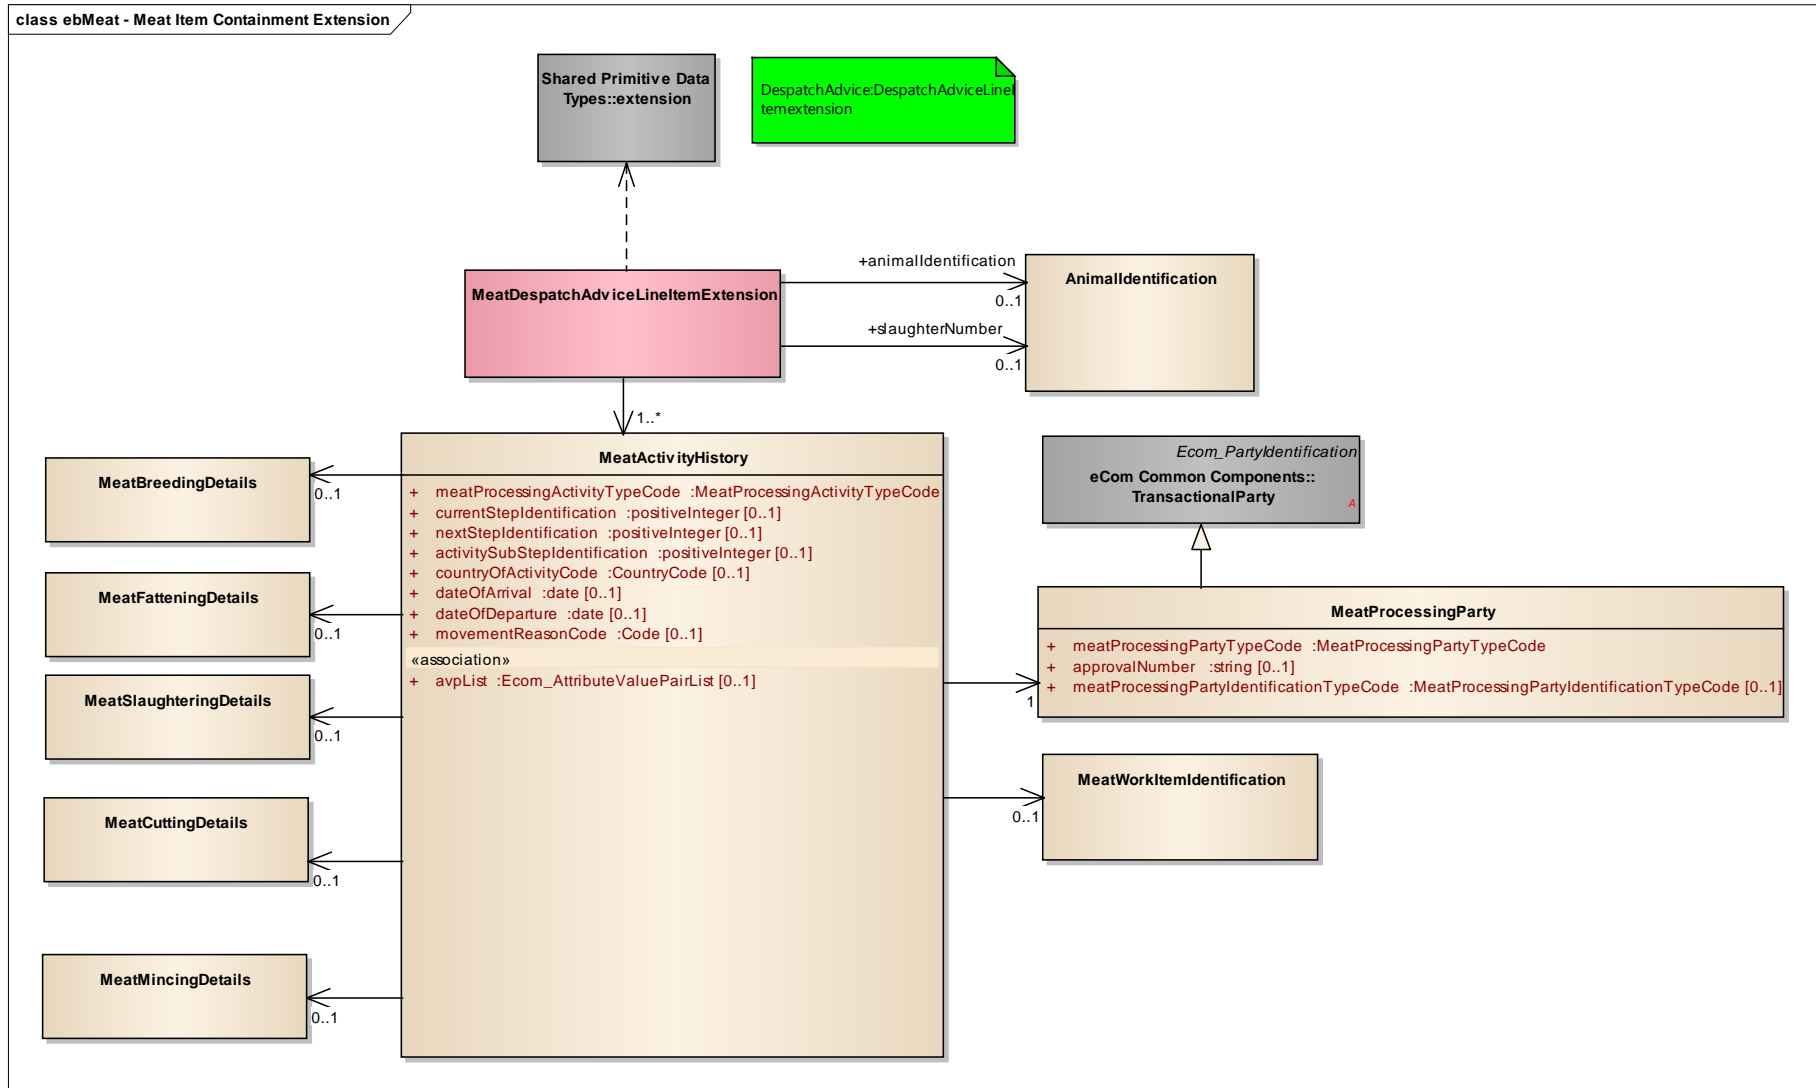 class ebMeat - Meat Item Containment Extension
Shared Primitive Data
Types::extension
DespatchAdvice:DespatchAdviceLineI
temextension
MeatDespatchAdviceLineItemExtension
+animalIdentification
0..1
+slaughterNumber
0..1
AnimalIdentification
1..*
MeatActivityHistory
+ meatProcessingActivityTypeCode :MeatProcessingActivityTypeCode
+ currentStepIdentification :positiveInteger [0..1]
+ nextStepIdentification :positiveInteger [0..1]
+ activitySubStepIdentification :positiveInteger [0..1]
+ countryOfActivityCode :CountryCode [0..1]
+ dateOfArrival :date [0..1]
+ dateOfDeparture :date [0..1]
+ movementReasonCode :Code [0..1]
«association»
+ avpList :Ecom_AttributeValuePairList [0..1]
MeatBreedingDetails
0..1
MeatFatteningDetails
0..1
MeatSlaughteringDetails
0..1
MeatCuttingDetails
0..1
MeatMincingDetails
0..1
Ecom_PartyIdentification
eCom Common Components::
TransactionalParty
A
MeatProcessingParty
+ meatProcessingPartyTypeCode :MeatProcessingPartyTypeCode
+ approvalNumber :string [0..1]
+ meatProcessingPartyIdentificationTypeCode :MeatProcessingPartyIdentificationTypeCode [0..1]
1
MeatWorkItemIdentification
0..1